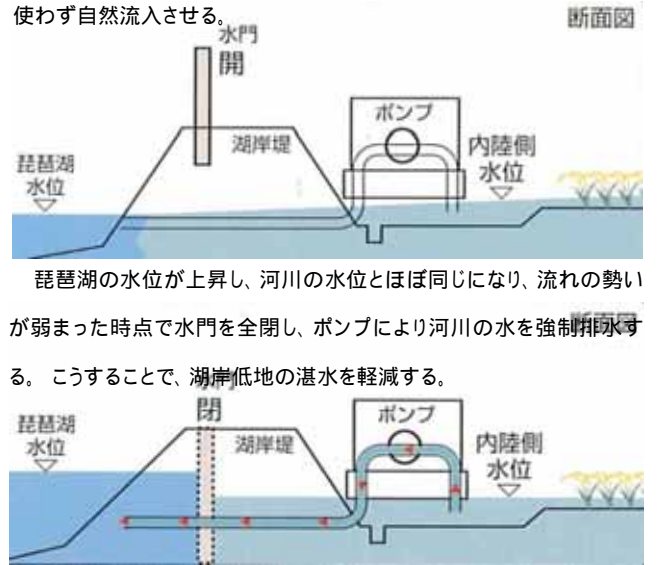 使わず自然流入させる。
断面図
水門
開
ポンプ
湖岸堤
内陸側
水位
琵琶湖
水位
琵琶湖の水位が上昇し、河川の水位とほぼ同じになり、流れの勢い
が弱まった時点で水門を全閉し、ポンプにより河川の水を強制排水す
断面図
る。こうすることで、湖岸低地の湛水を軽減する。
水門
閉
ポンプ
琵琶湖
水位
湖岸堤
内陸側
水位